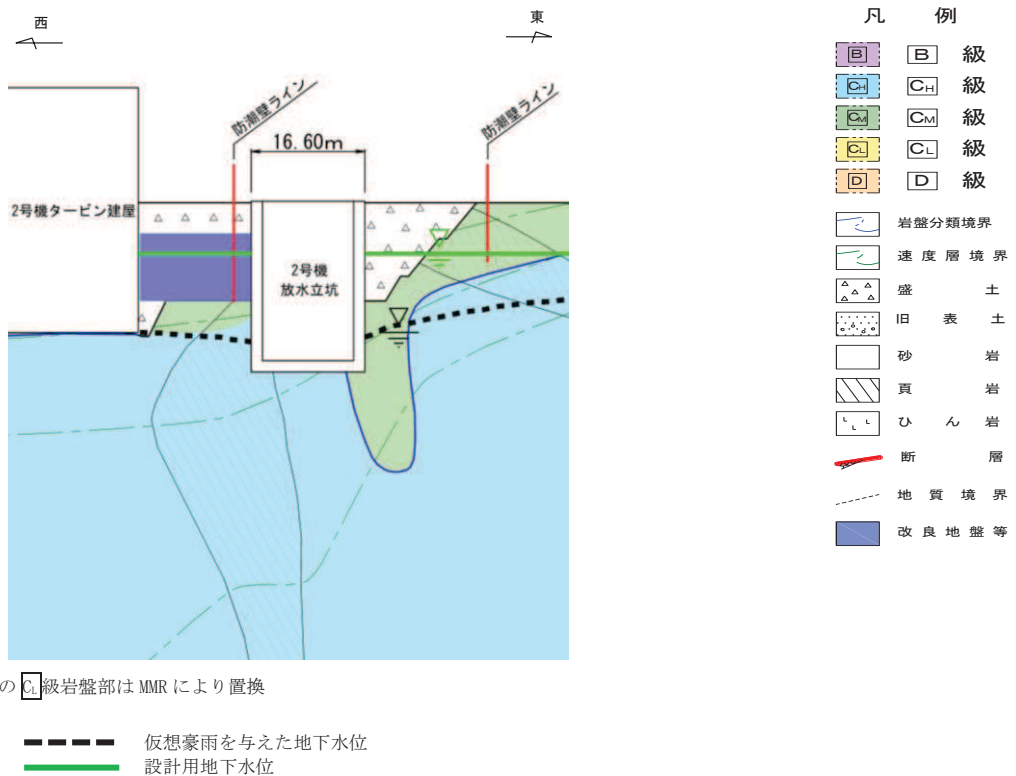 西
東
防潮壁ライン
防潮壁ライン
16.60m
2号機タービン建屋
2号機
放水立坑
凡 例
B B 級
CH CH 級
CM CM 級
CL CL 級
D D 級
岩盤分類境界
速度層境界
盛土
旧表土
砂岩
頁岩
ひん岩
断層
地質境界
改良地盤等
の CL 級岩盤部は MMR により置換
仮想豪雨を与えた地下水位
設計用地下水位